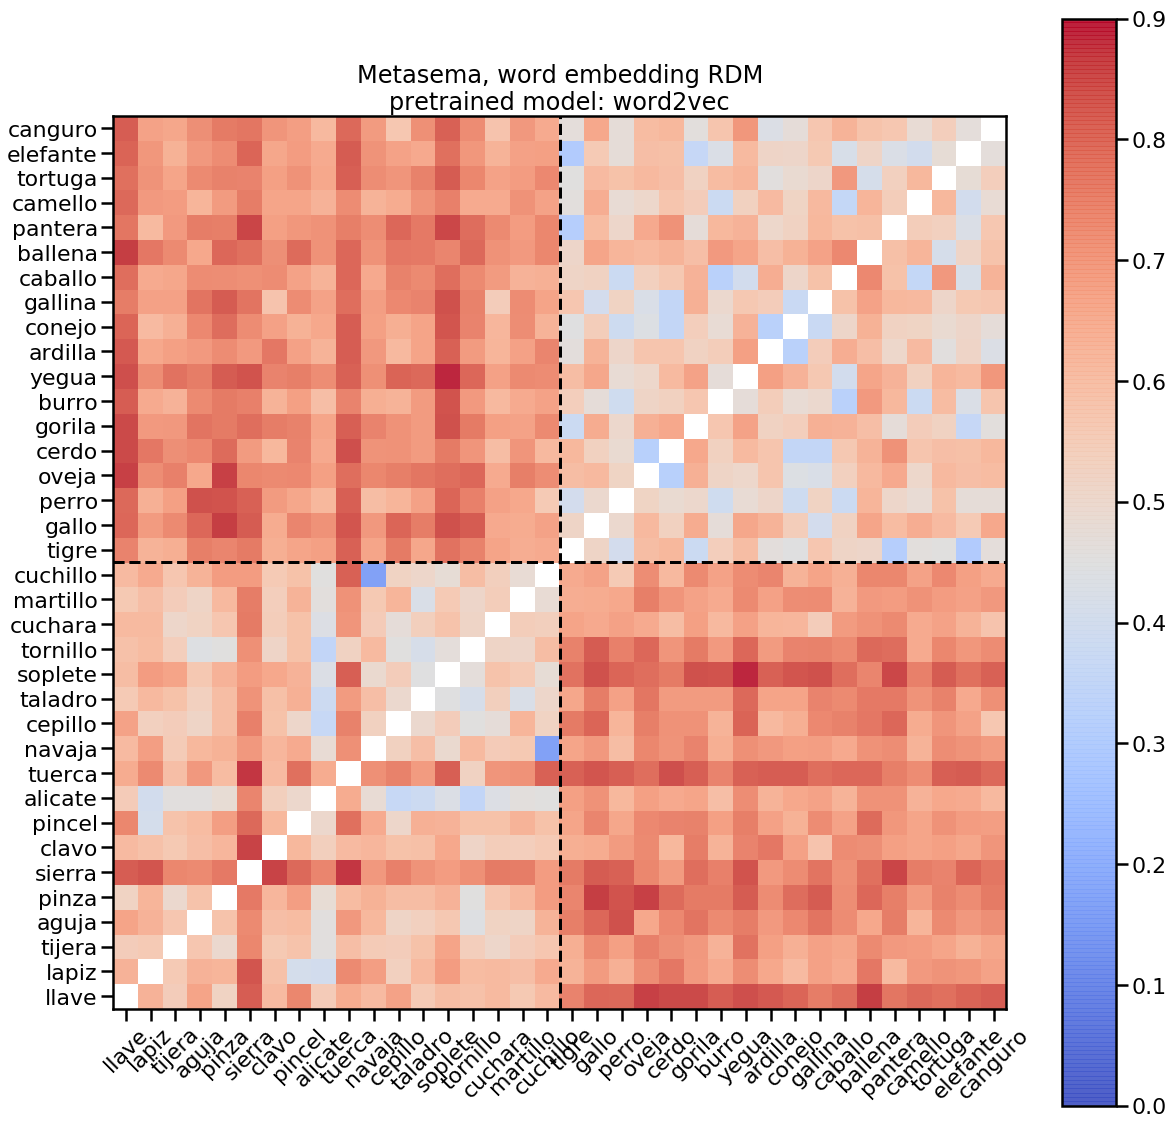 Metasema, word embedding RDM
pretrained model: word2vec
canguro
elefante
tortuga
camello
pantera
ballena
caballo
gallina
conejo
ardilla
yegua
burro
gorila
cerdo
oveja
perro
gallo
tigre
cuchillo
martillo
cuchara
tornillo
soplete
taladro
cepillo
navaja
tuerca
alicate
pincel
clavo
sierra
pinza
aguja
tijera
lapiz
llave
llave
lapiz
tijera
aguja
pinza
sierra
clavo
pincel
alicate
tuerca
navaja
cepillo
taladro
soplete
tornillo
cuchara
martillo
cuchillo
tigre
gallo
perro
oveja
cerdo
gorila
burro
yegua
ardilla
conejo
gallina
caballo
ballena
pantera
camello
tortuga
elefante
canguro
0.9
0.8
0.7
0.6
0.5
0.4
0.3
0.2
0.1
0.0